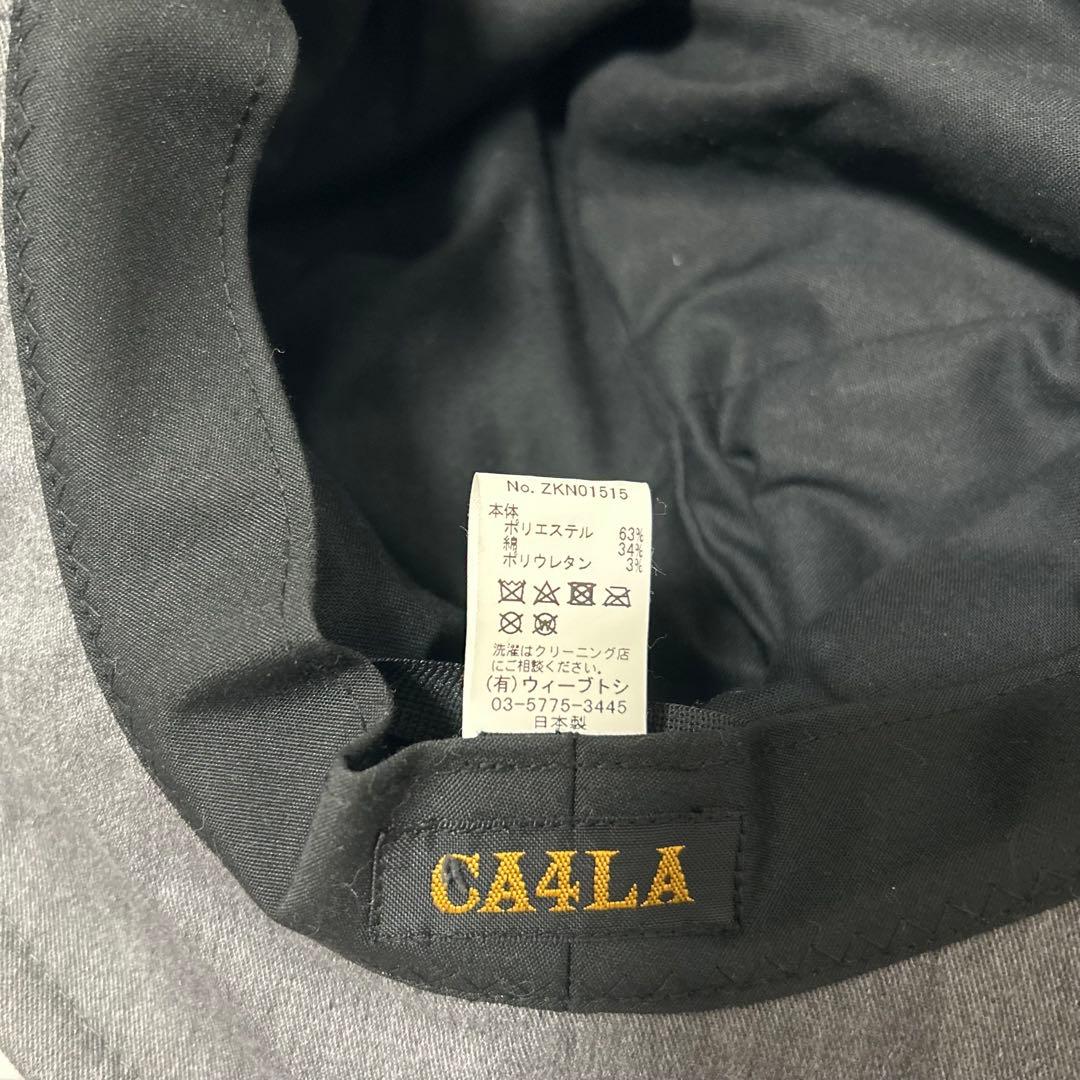 No. ZKN01515
本体
ポリエステル 63%
綿 34%
ポリウレタン 3%
W
洗濯はクリーニング店
にご相談ください。
(有)ウィーブトシ
03-5775-3445
日本製
CA4LA